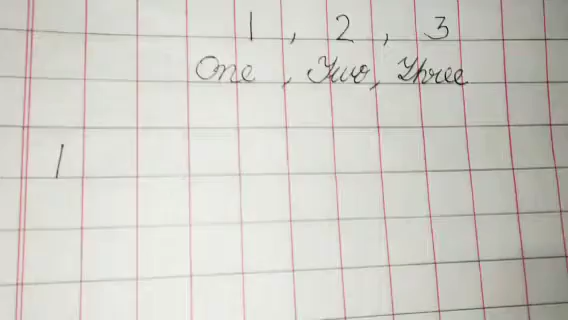 1 , 2 , 3
One , Two, Three
1